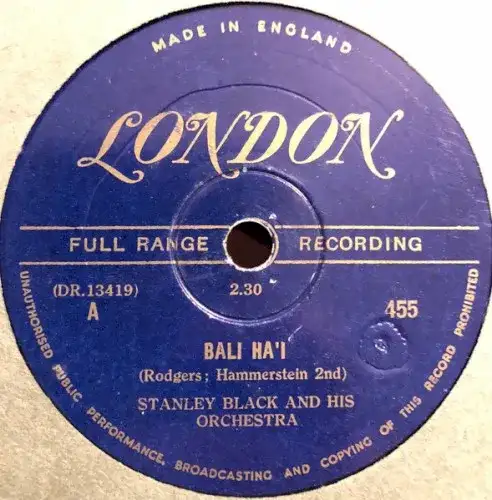 MADE IN ENGLAND
LONDON
FULL RANGE RECORDING
(DR.13419) 2.30
A 455
BALI HA'I
(Rodgers; Hammerstein 2nd)
STANLEY BLACK AND HIS
ORCHESTRA
UNAUTHORISED PUBLIC PERFORMANCE, BROADCASTING AND COPYING OF THIS RECORD PROHIBITED